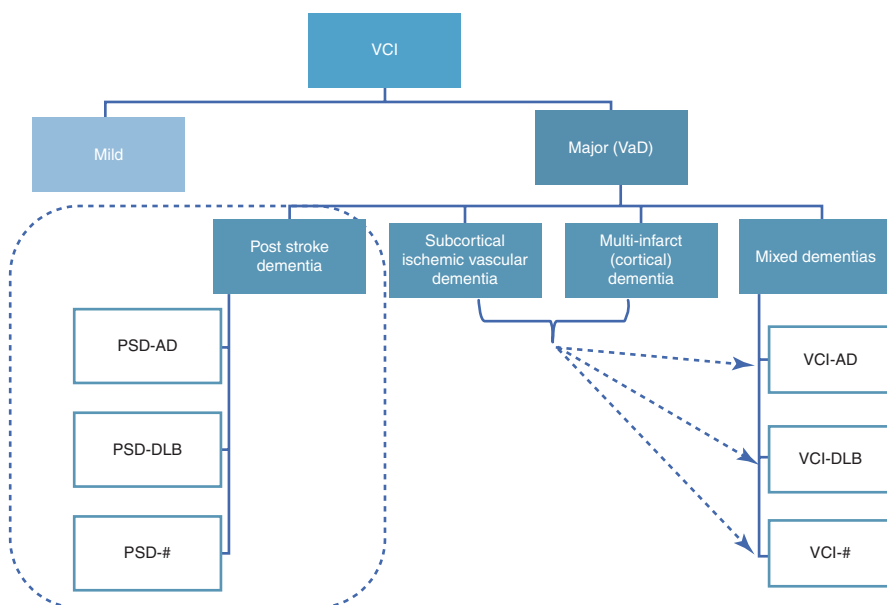 VCI
Mild
Major (VaD)
Post stroke
dementia
Subcortical
ischemic vascular
dementia
Multi-infarct
(cortical)
dementia
Mixed dementias
PSD-AD
PSD-DLB
PSD-#
VCI-AD
VCI-DLB
VCI-#